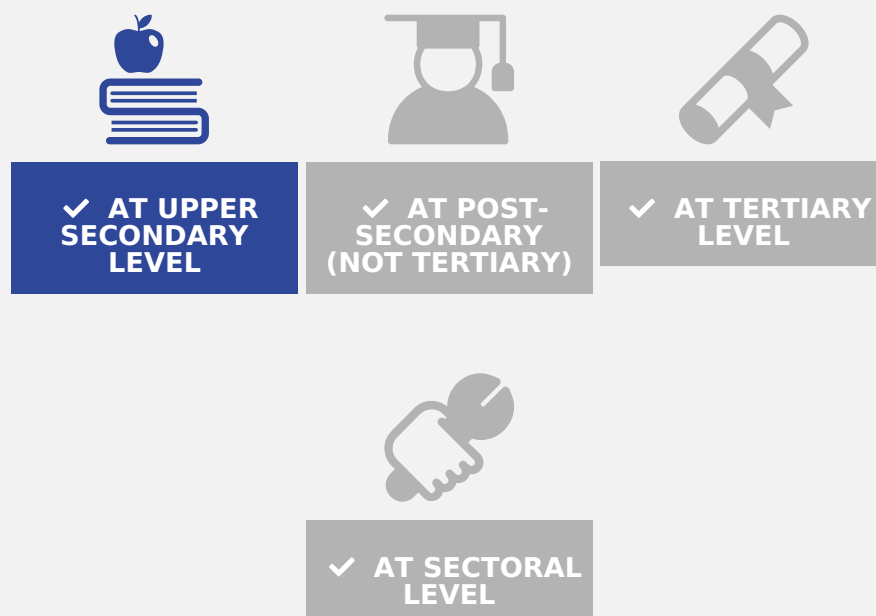 ✓ AT UPPER
SECONDARY
LEVEL
✓ AT POST-
SECONDARY
(NOT TERTIARY)
✓ AT TERTIARY
LEVEL
✓ AT SECTORAL
LEVEL